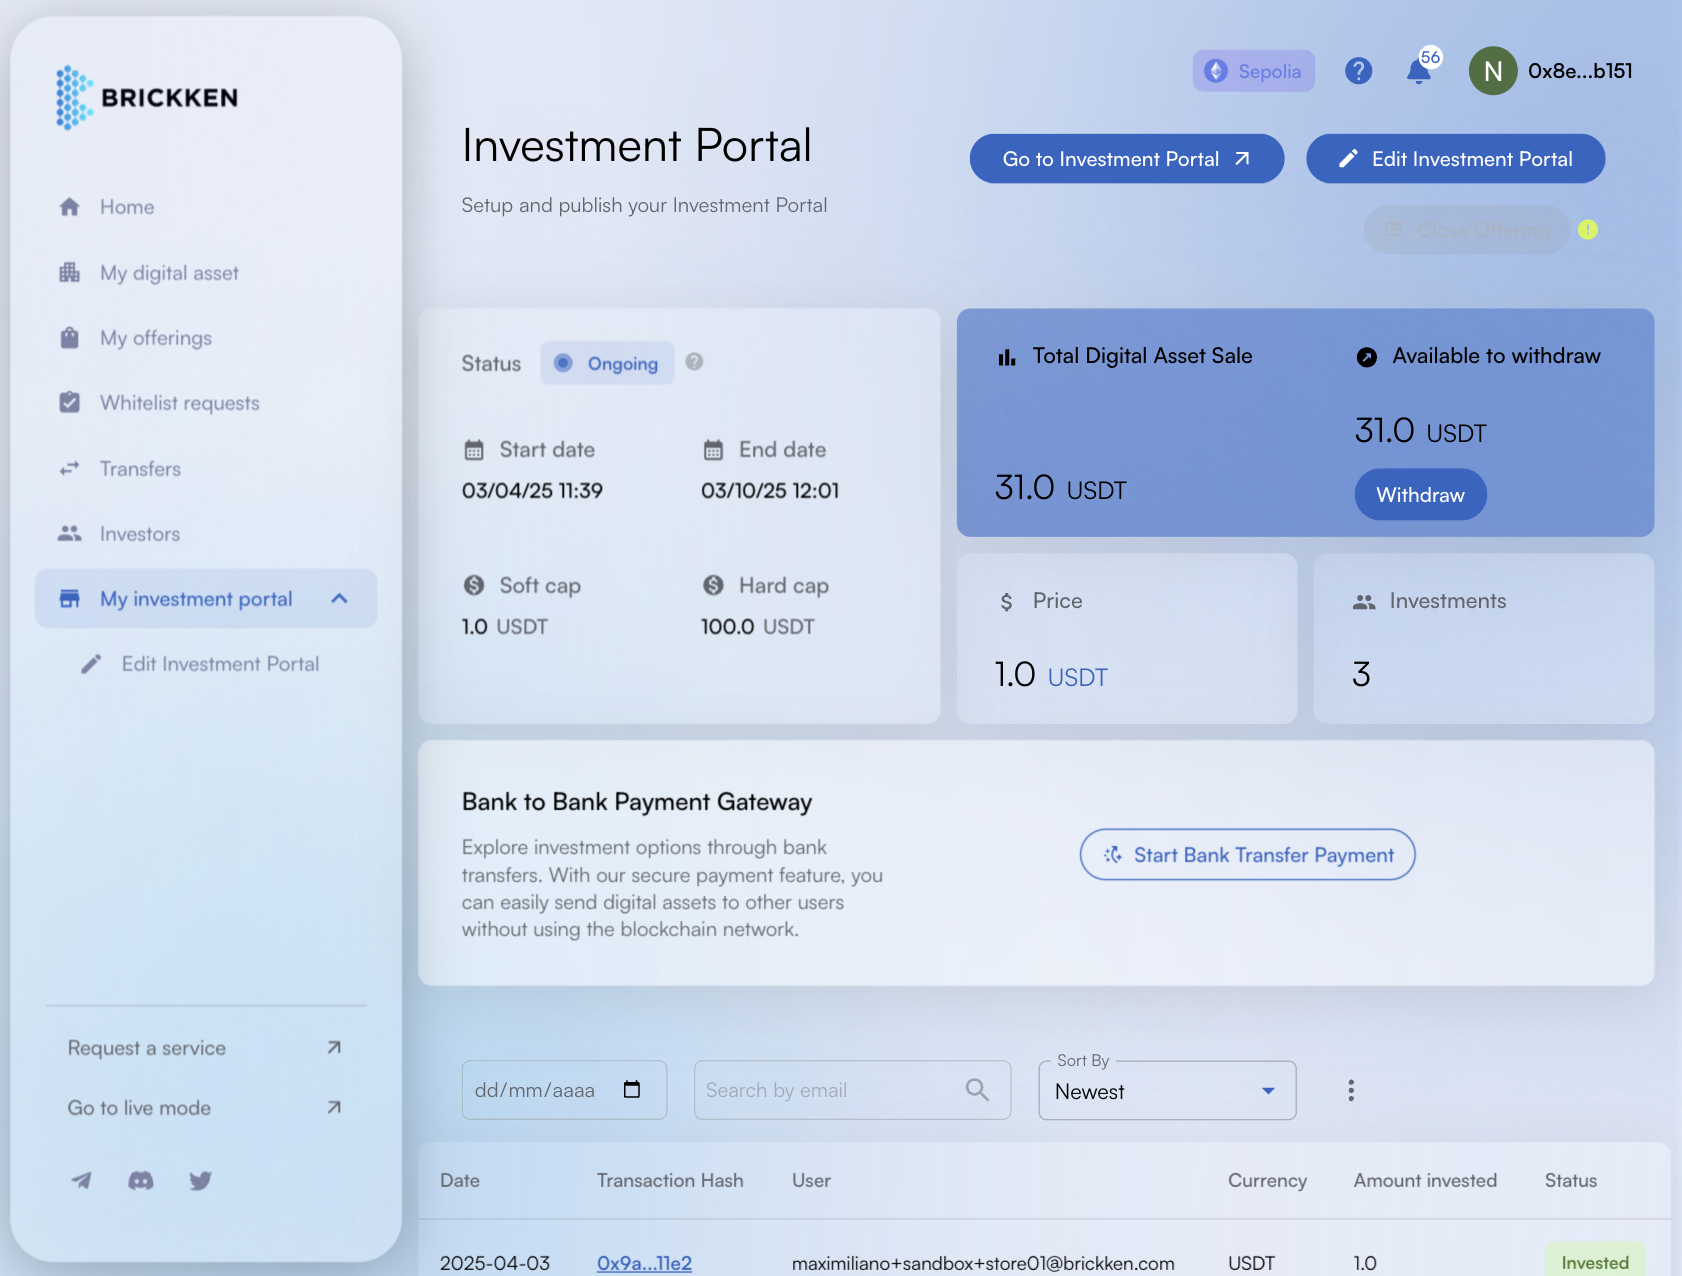 BRICKKEN
Home
My digital asset
My offerings
Whitelist requests
Transfers
Investors
My investment portal
Edit Investment Portal
Request a service
Go to live mode
Sepolia
?
56
N
0x8e...b151
Investment Portal
Setup and publish your Investment Portal
Go to Investment Portal
Edit Investment Portal
Close Offering
!
Status
Ongoing
?
Start date
03/04/25 11:39
End date
03/10/25 12:01
Soft cap
1.0 USDT
Hard cap
100.0 USDT
Total Digital Asset Sale
31.0 USDT
Available to withdraw
31.0 USDT
Withdraw
$ Price
1.0 USDT
Investments
3
Bank to Bank Payment Gateway
Explore investment options through bank
transfers. With our secure payment feature, you
can easily send digital assets to other users
without using the blockchain network.
Start Bank Transfer Payment
dd/mm/aaaa
Search by email
Sort By
Newest
Date Transaction Hash User Currency Amount invested Status
2025-04-03 0x9a...11e2 maximiliano+sandbox+store01@brickken.com USDT 1.0 Invested